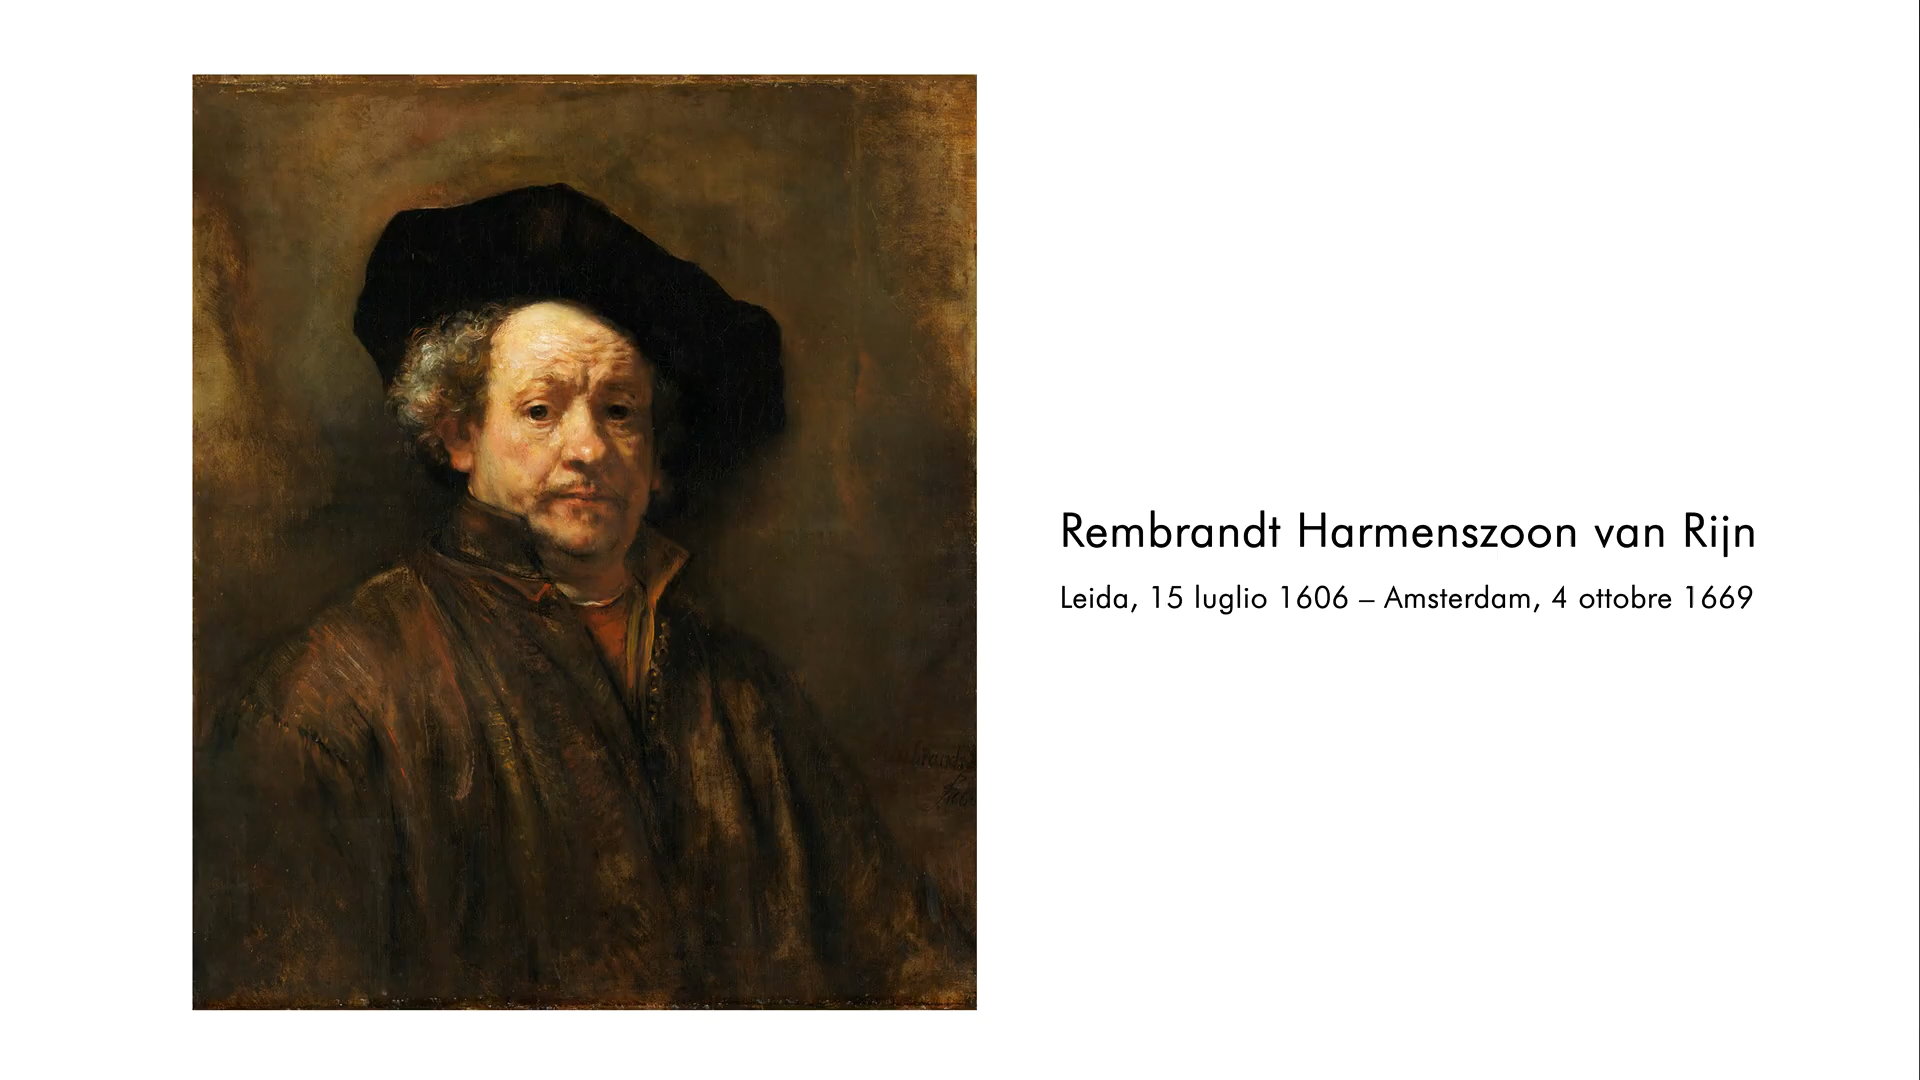 Rembrandt Harmenszoon van Rijn
Leida, 15 luglio 1606 – Amsterdam, 4 ottobre 1669